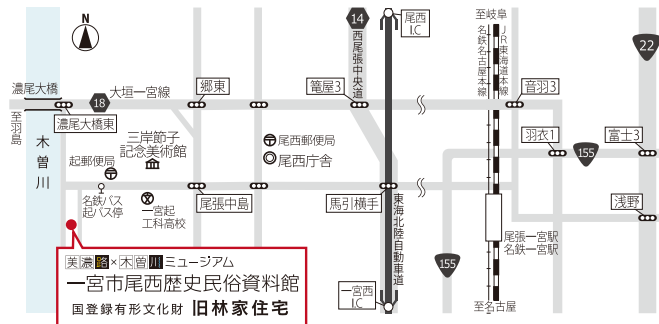 N
14
西尾張中央道
尾西
I.C
至岐阜
名鉄名古屋本線
JR東海道本線
22
濃尾大橋
至羽島
18
大垣一宮線
郷東
籠屋3
音羽3
濃尾大橋東
木曽川
三岸節子
記念美術館
尾西郵便局
尾西庁舎
羽衣1
155
富士3
起郵便局
名鉄バス
起バス停
一宮起
工科高校
尾張中島
馬引横手
東海北陸自動車道
浅野
尾張一宮駅
名鉄一宮駅
155
一宮西
I.C
至名古屋
美濃路×木曽川ミュージアム
一宮市尾西歴史民俗資料館
国登録有形文化財 旧林家住宅